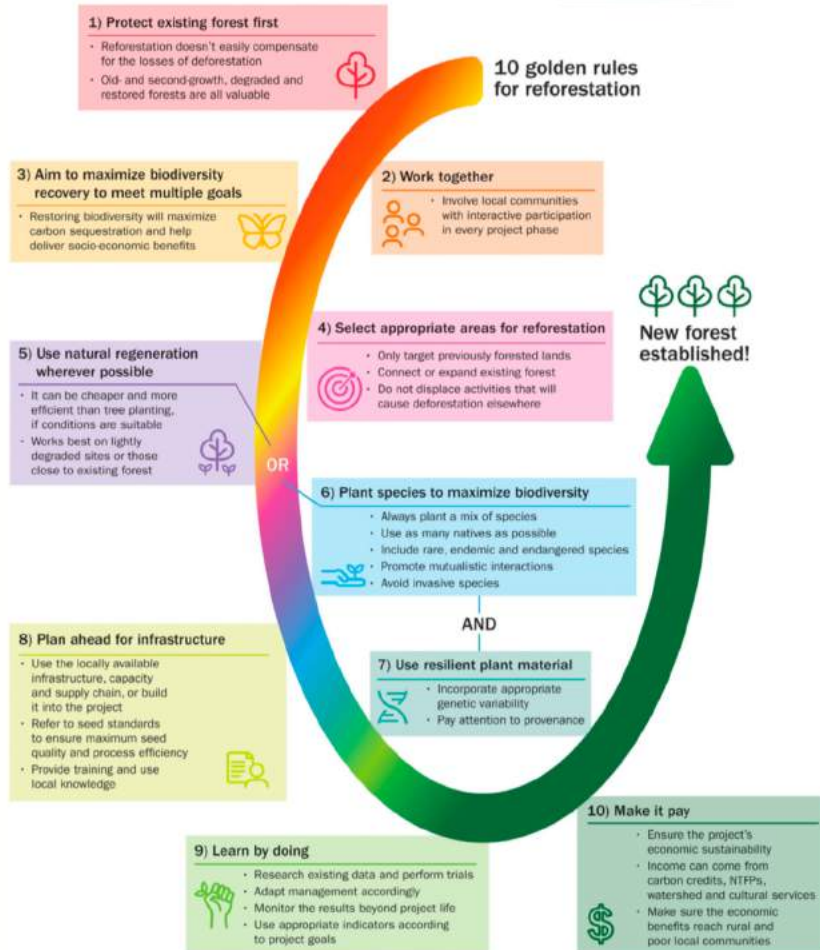 1) Protect existing forest first
• Reforestation doesn't easily compensate
for the losses of deforestation
• Old- and second-growth, degraded and
restored forests are all valuable
10 golden rules
for reforestation
3) Aim to maximize biodiversity
recovery to meet multiple goals
• Restoring biodiversity will maximize
carbon sequestration and help
deliver socio-economic benefits
2) Work together
• Involve local communities
with interactive participation
in every project phase
4) Select appropriate areas for reforestation
• Only target previously forested lands
• Connect or expand existing forest
• Do not displace activities that will
cause deforestation elsewhere
New forest
established!
5) Use natural regeneration
wherever possible
• It can be cheaper and more
efficient than tree planting,
if conditions are suitable
• Works best on lightly
degraded sites or those
close to existing forest
OR
6) Plant species to maximize biodiversity
• Always plant a mix of species
• Use as many natives as possible
• Include rare, endemic and endangered species
• Promote mutualistic interactions
• Avoid invasive species
AND
7) Use resilient plant material
• Incorporate appropriate
genetic variability
• Pay attention to provenance
8) Plan ahead for infrastructure
• Use the locally available
infrastructure, capacity
and supply chain, or build
it into the project
• Refer to seed standards
to ensure maximum seed
quality and process efficiency
• Provide training and use
local knowledge
9) Learn by doing
• Research existing data and perform trials
• Adapt management accordingly
• Monitor the results beyond project life
• Use appropriate indicators according
to project goals
10) Make it pay
• Ensure the project's
economic sustainability
• Income can come from
carbon credits, NTFPs,
watershed and cultural services
• Make sure the economic
benefits reach rural and
poor local communities